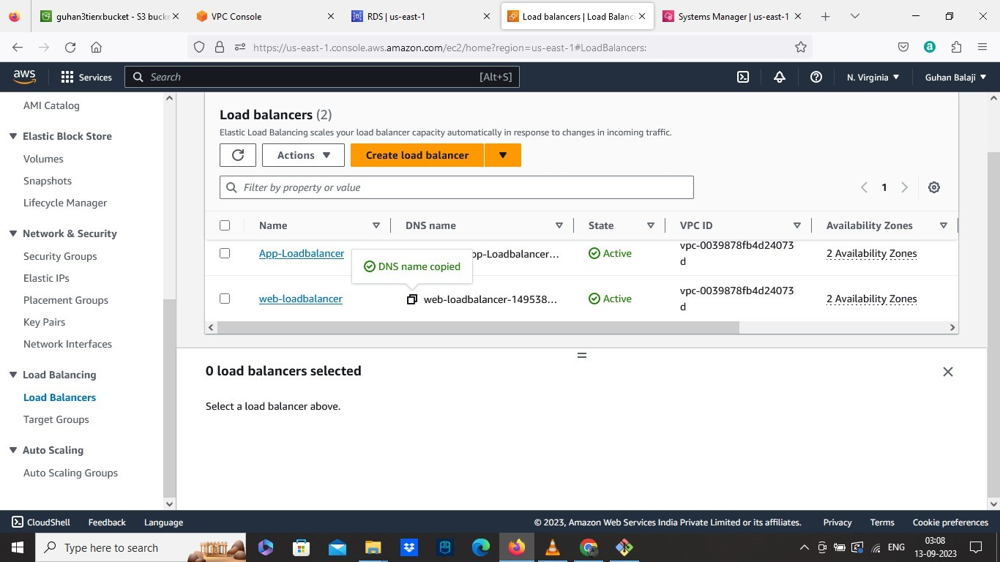 guhan3tierxbucket - S3 bucke
VPC Console
RDS | us-east-1
Load balancers | Load Balanci
Systems Manager | us-east-1
https://us-east-1.console.aws.amazon.com/ec2/home?region=us-east-1#LoadBalancers:
aws
Services
Search
[Alt+S]
N. Virginia
Guhan Balaji
AMI Catalog
Elastic Block Store
Volumes
Snapshots
Lifecycle Manager
Network & Security
Security Groups
Elastic IPs
Placement Groups
Key Pairs
Network Interfaces
Load Balancing
Load Balancers
Target Groups
Auto Scaling
Auto Scaling Groups
Load balancers (2)
Elastic Load Balancing scales your load balancer capacity automatically in response to changes in incoming traffic.
Actions
Create load balancer
Filter by property or value
1
Name
DNS name
State
VPC ID
Availability Zones
App-Loadbalancer
pp-Loadbalancer...
Active
vpc-0039878fb4d24073
d
2 Availability Zones
DNS name copied
web-loadbalancer
web-loadbalancer-149538...
Active
vpc-0039878fb4d24073
d
2 Availability Zones
0 load balancers selected
Select a load balancer above.
CloudShell
Feedback
Language
© 2023, Amazon Web Services India Private Limited or its affiliates.
Privacy
Terms
Cookie preferences
Type here to search
ENG
03:08
13-09-2023